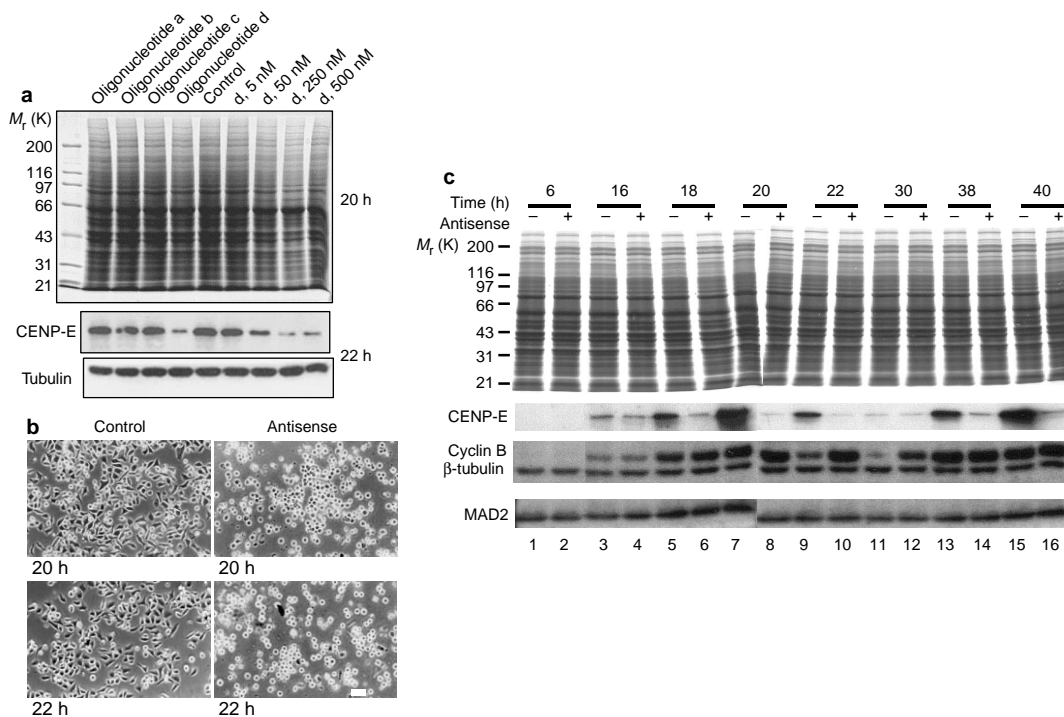 a
Oligonucleotide a
Oligonucleotide b
Oligonucleotide c
Oligonucleotide d
Control
d, 5 nM
d, 50 nM
d, 250 nM
d, 500 nM
Mr (K)
200
116
97
66
43
31
21
20 h
CENP-E
Tubulin
22 h
b
Control Antisense
20 h 20 h
22 h 22 h
c
Time (h) 6 16 18 20 22 30 38 40
Antisense – + – + – + – + – + – + – + – +
Mr (K)
200
116
97
66
43
31
21
CENP-E
Cyclin B
β-tubulin
MAD2
1 2 3 4 5 6 7 8 9 10 11 12 13 14 15 16